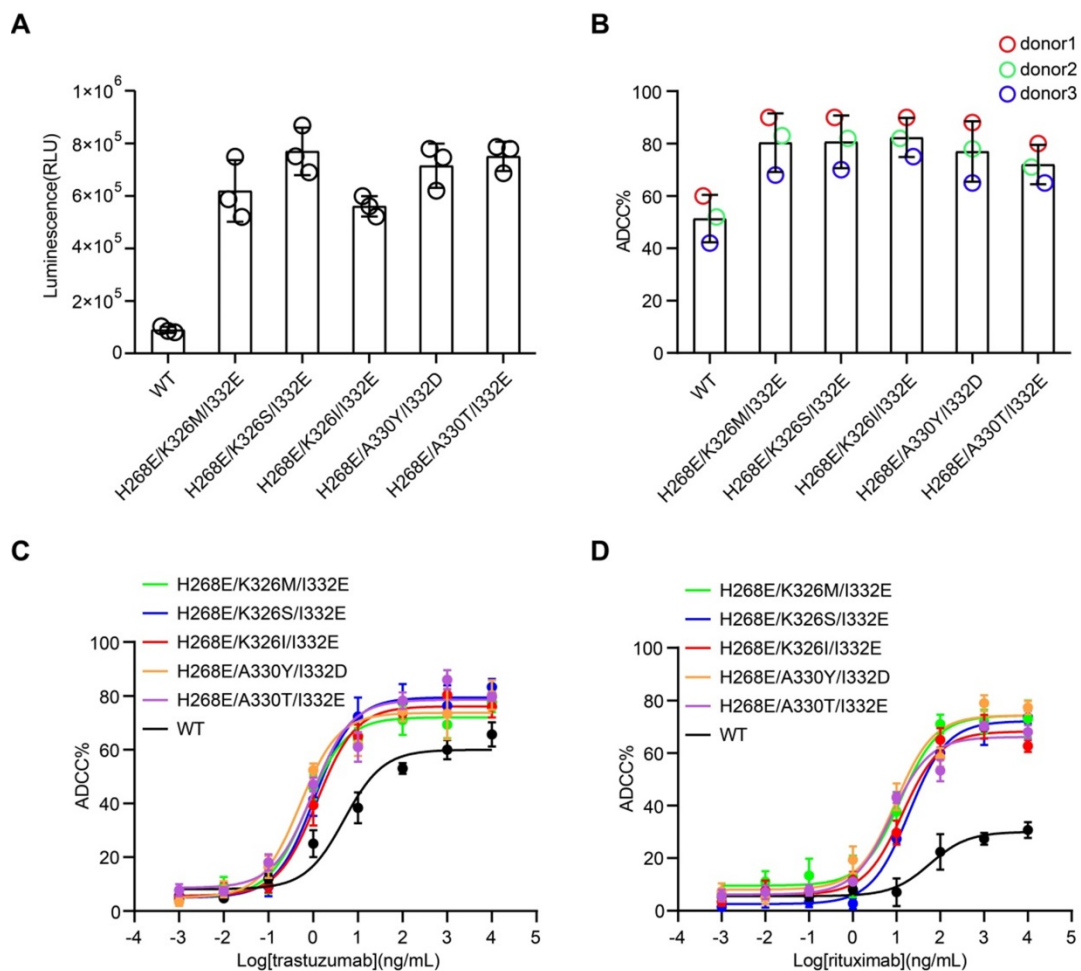 A
Luminescence(RLU)
1×10⁶
8×10⁵
6×10⁵
4×10⁵
2×10⁵
0
WT
H268E/K326M/I332E
H268E/K326S/I332E
H268E/K326I/I332E
H268E/A330Y/I332D
H268E/A330T/I332E
B
donor1
donor2
donor3
ADCC%
100
80
60
40
20
0
WT
H268E/K326M/I332E
H268E/K326S/I332E
H268E/K326I/I332E
H268E/A330Y/I332D
H268E/A330T/I332E
C
H268E/K326M/I332E
H268E/K326S/I332E
H268E/K326I/I332E
H268E/A330Y/I332D
H268E/A330T/I332E
WT
ADCC%
100
80
60
40
20
0
-4 -3 -2 -1 0 1 2 3 4 5
Log[trastuzumab](ng/mL)
D
H268E/K326M/I332E
H268E/K326S/I332E
H268E/K326I/I332E
H268E/A330Y/I332D
H268E/A330T/I332E
WT
ADCC%
100
80
60
40
20
0
-4 -3 -2 -1 0 1 2 3 4 5
Log[rituximab](ng/mL)